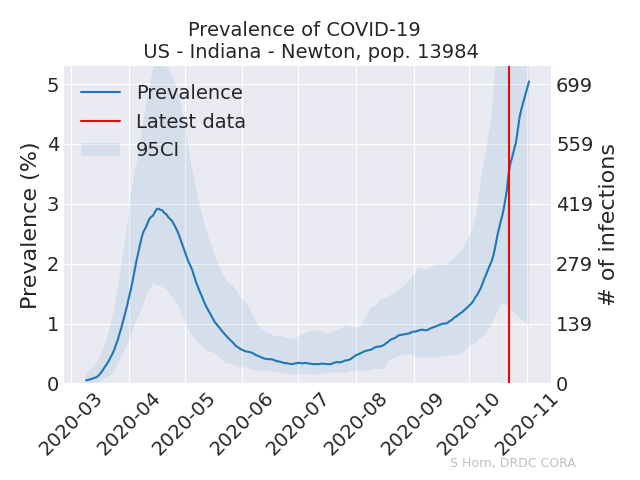 Prevalence of COVID-19
US - Indiana - Newton, pop. 13984
Prevalence
Latest data
95CI
Prevalence (%)
5
4
3
2
1
0
# of infections
699
559
419
279
139
0
2020-03
2020-04
2020-05
2020-06
2020-07
2020-08
2020-09
2020-10
2020-11
S Horn, DRDC CORA